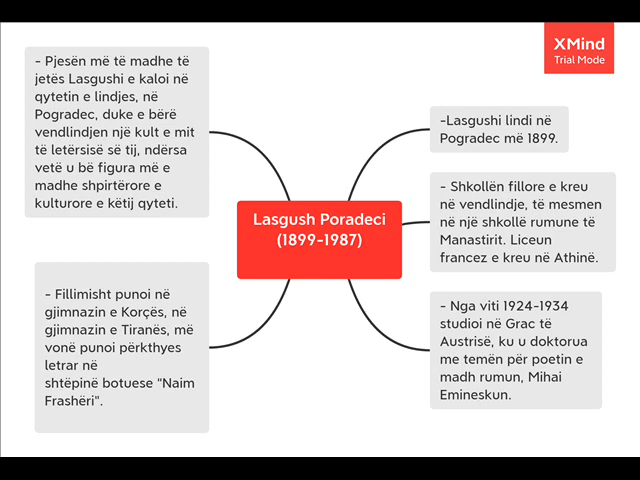 XMind
Trial Mode
- Pjesën më të madhe të
jetës Lasgushi e kaloi në
qytetin e lindjes, në
Pogradec, duke e bërë
vendlindjen një kult e mit
të letërsisë së tij, ndërsa
vetë u bë figura më e
madhe shpirtërore e
kulturore e këtij qyteti.
-Lasgushi lindi në
Pogradec më 1899.
- Shkollën fillore e kreu
në vendlindje, të mesmen
në një shkollë rumune të
Manastirit. Liceun
francez e kreu në Athinë.
Lasgush Poradeci
(1899-1987)
- Fillimisht punoi në
gjimnazin e Korçës, në
gjimnazin e Tiranës, më
vonë punoi përkthyes
letrar në
shtëpinë botuese "Naim
Frashëri".
- Nga viti 1924-1934
studioi në Grac të
Austrisë, ku u doktorua
me temën për poetin e
madh rumun, Mihai
Emineskun.